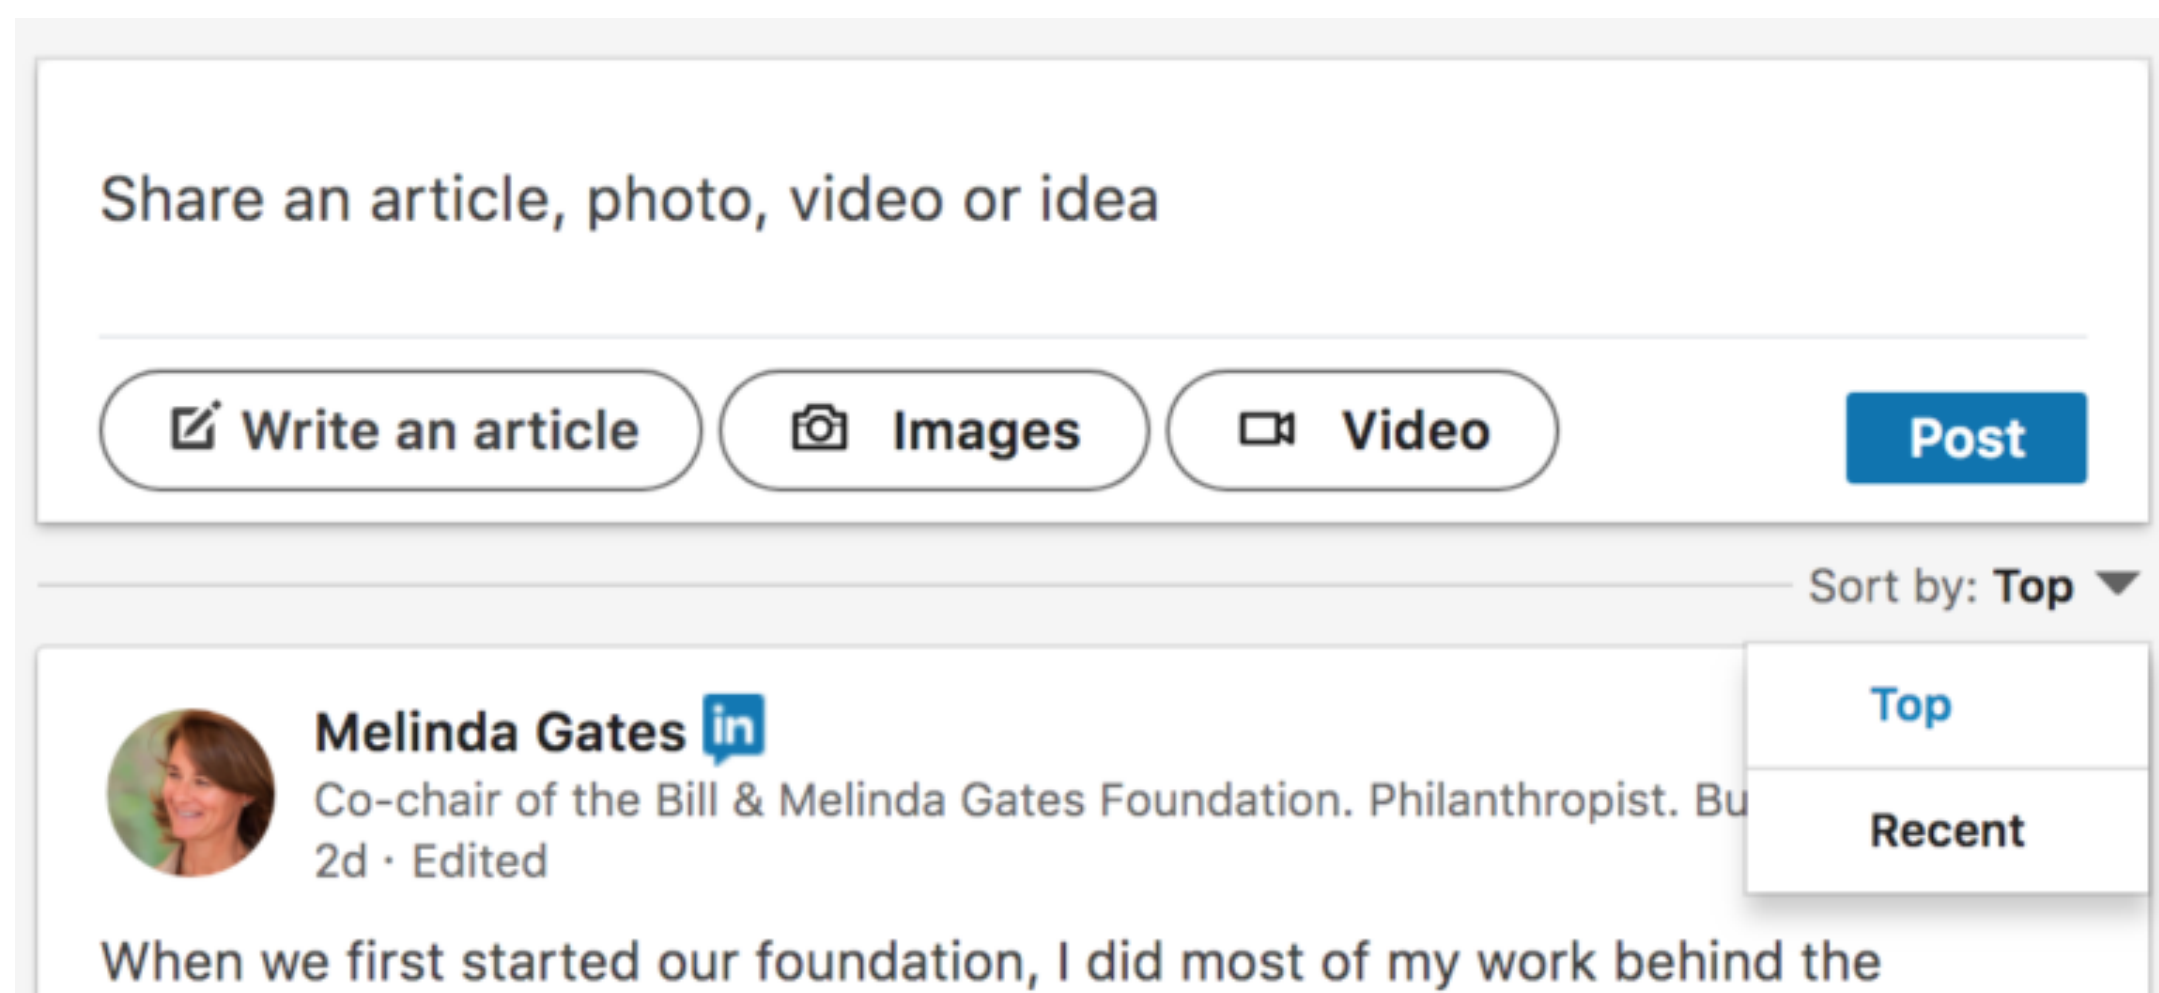 Share an article, photo, video or idea
Write an article Images Video Post
Sort by: Top
Top
Recent
Melinda Gates in
Co-chair of the Bill & Melinda Gates Foundation. Philanthropist. Bu
2d · Edited
When we first started our foundation, I did most of my work behind the